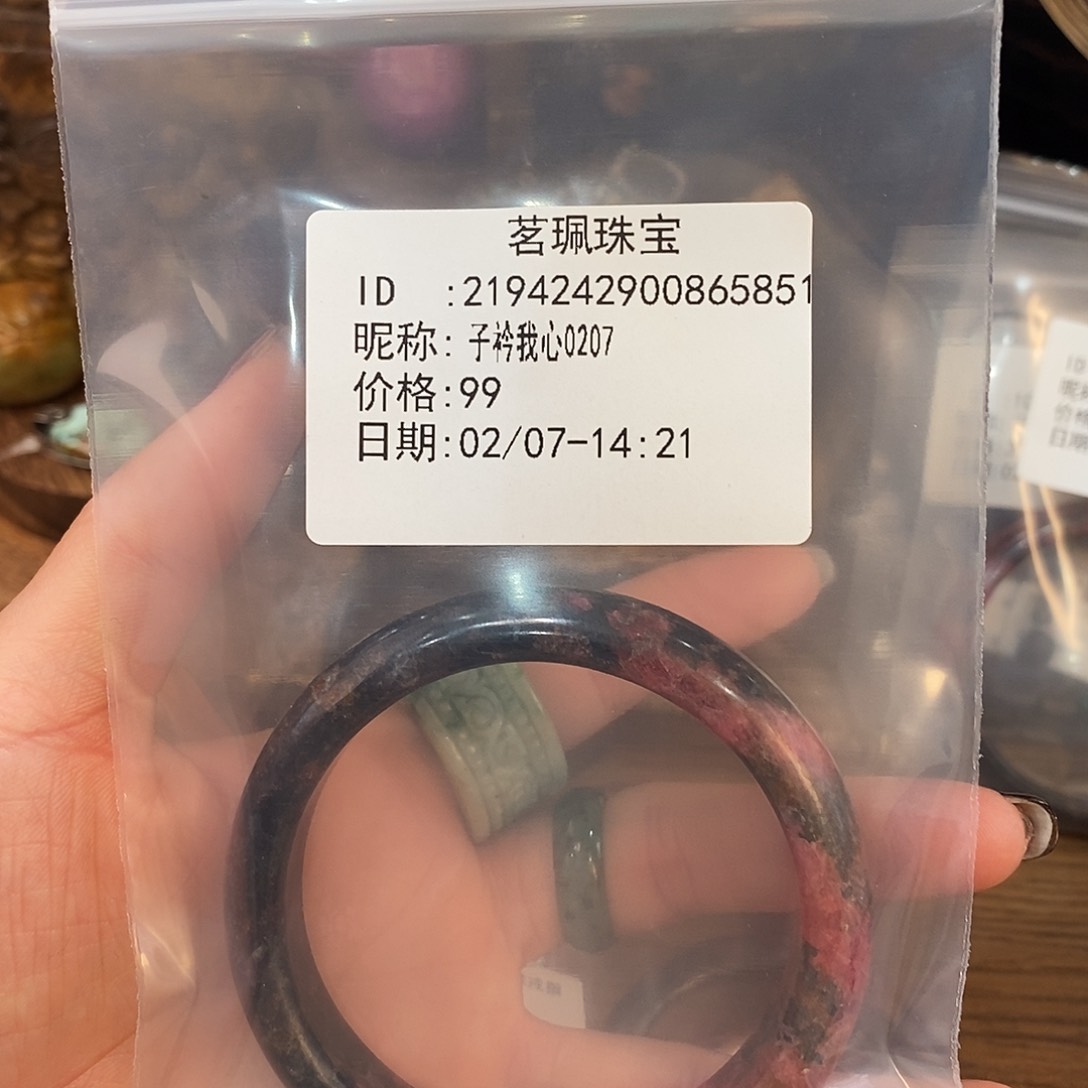 茗珮珠宝
ID :2194242900865851
昵称: 子衿我心0207
价格:99
日期:02/07-14:21